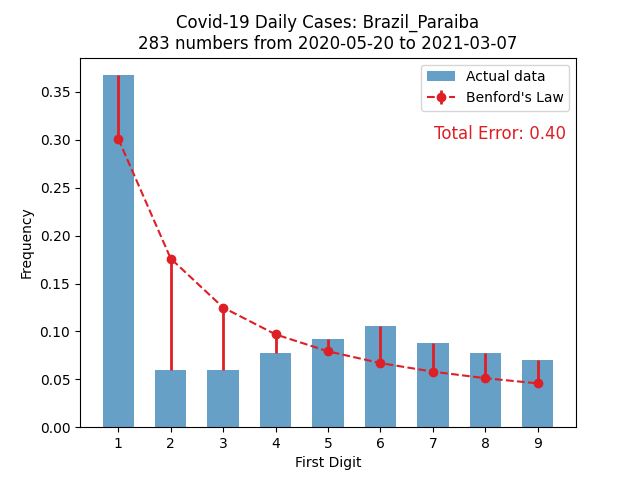 Covid-19 Daily Cases: Brazil_Paraiba
283 numbers from 2020-05-20 to 2021-03-07
Actual data
Benford's Law
Total Error: 0.40
0.35
0.30
0.25
0.20
0.15
0.10
0.05
0.00
Frequency
1 2 3 4 5 6 7 8 9
First Digit